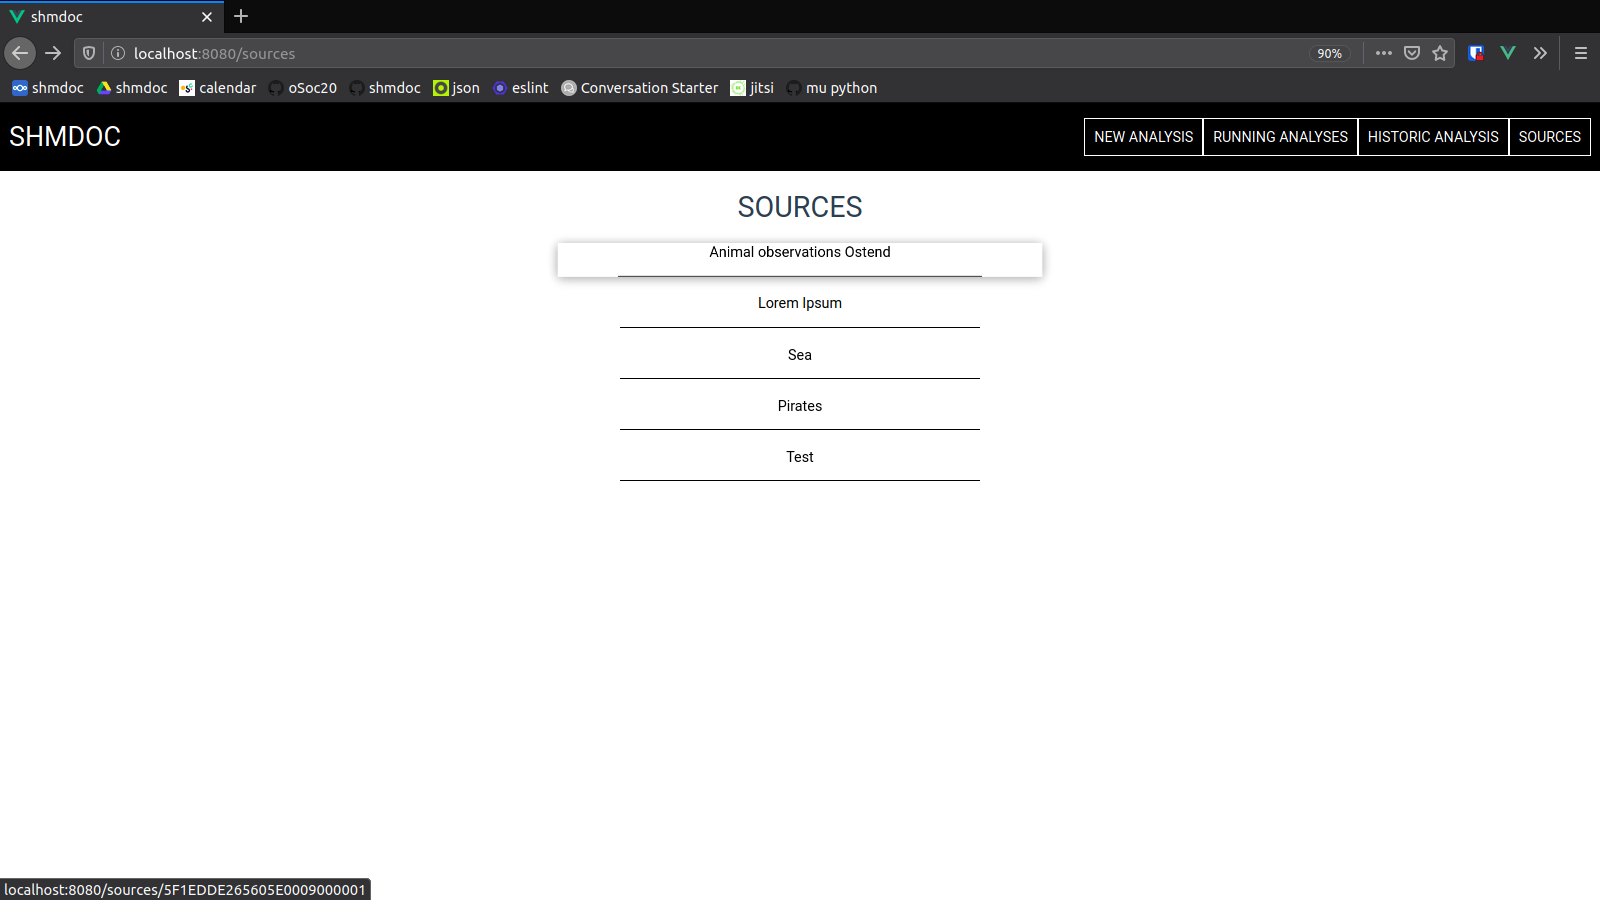 shmdoc
localhost:8080/sources
90%
shmdoc
shmdoc
calendar
oSoc20
shmdoc
json
eslint
Conversation Starter
jitsi
mu python
SHMDOC
NEW ANALYSIS
RUNNING ANALYSES
HISTORIC ANALYSIS
SOURCES
SOURCES
Animal observations Ostend
Lorem Ipsum
Sea
Pirates
Test
localhost:8080/sources/5F1EDDE265605E0009000001